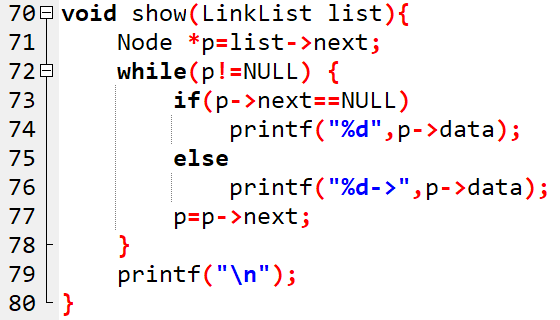 70 void show(LinkList list){
71     Node *p=list->next;
72     while(p!=NULL) {
73         if(p->next==NULL)
74             printf("%d",p->data);
75         else
76             printf("%d->",p->data);
77         p=p->next;
78     }
79     printf("\n");
80 }